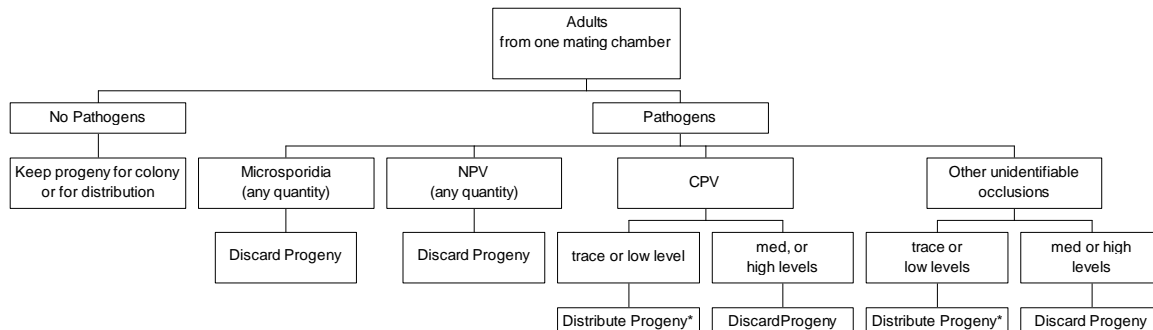 Adults
from one mating chamber
No Pathogens
Pathogens
Keep progeny for colony
or for distribution
Microsporidia
(any quantity)
NPV
(any quantity)
CPV
Other unidentifiable
occlusions
Discard Progeny
Discard Progeny
trace or low level
med, or
high levels
trace or
low levels
med or high
levels
Distribute Progeny*
DiscardProgeny
Distribute Progeny*
Discard Progeny